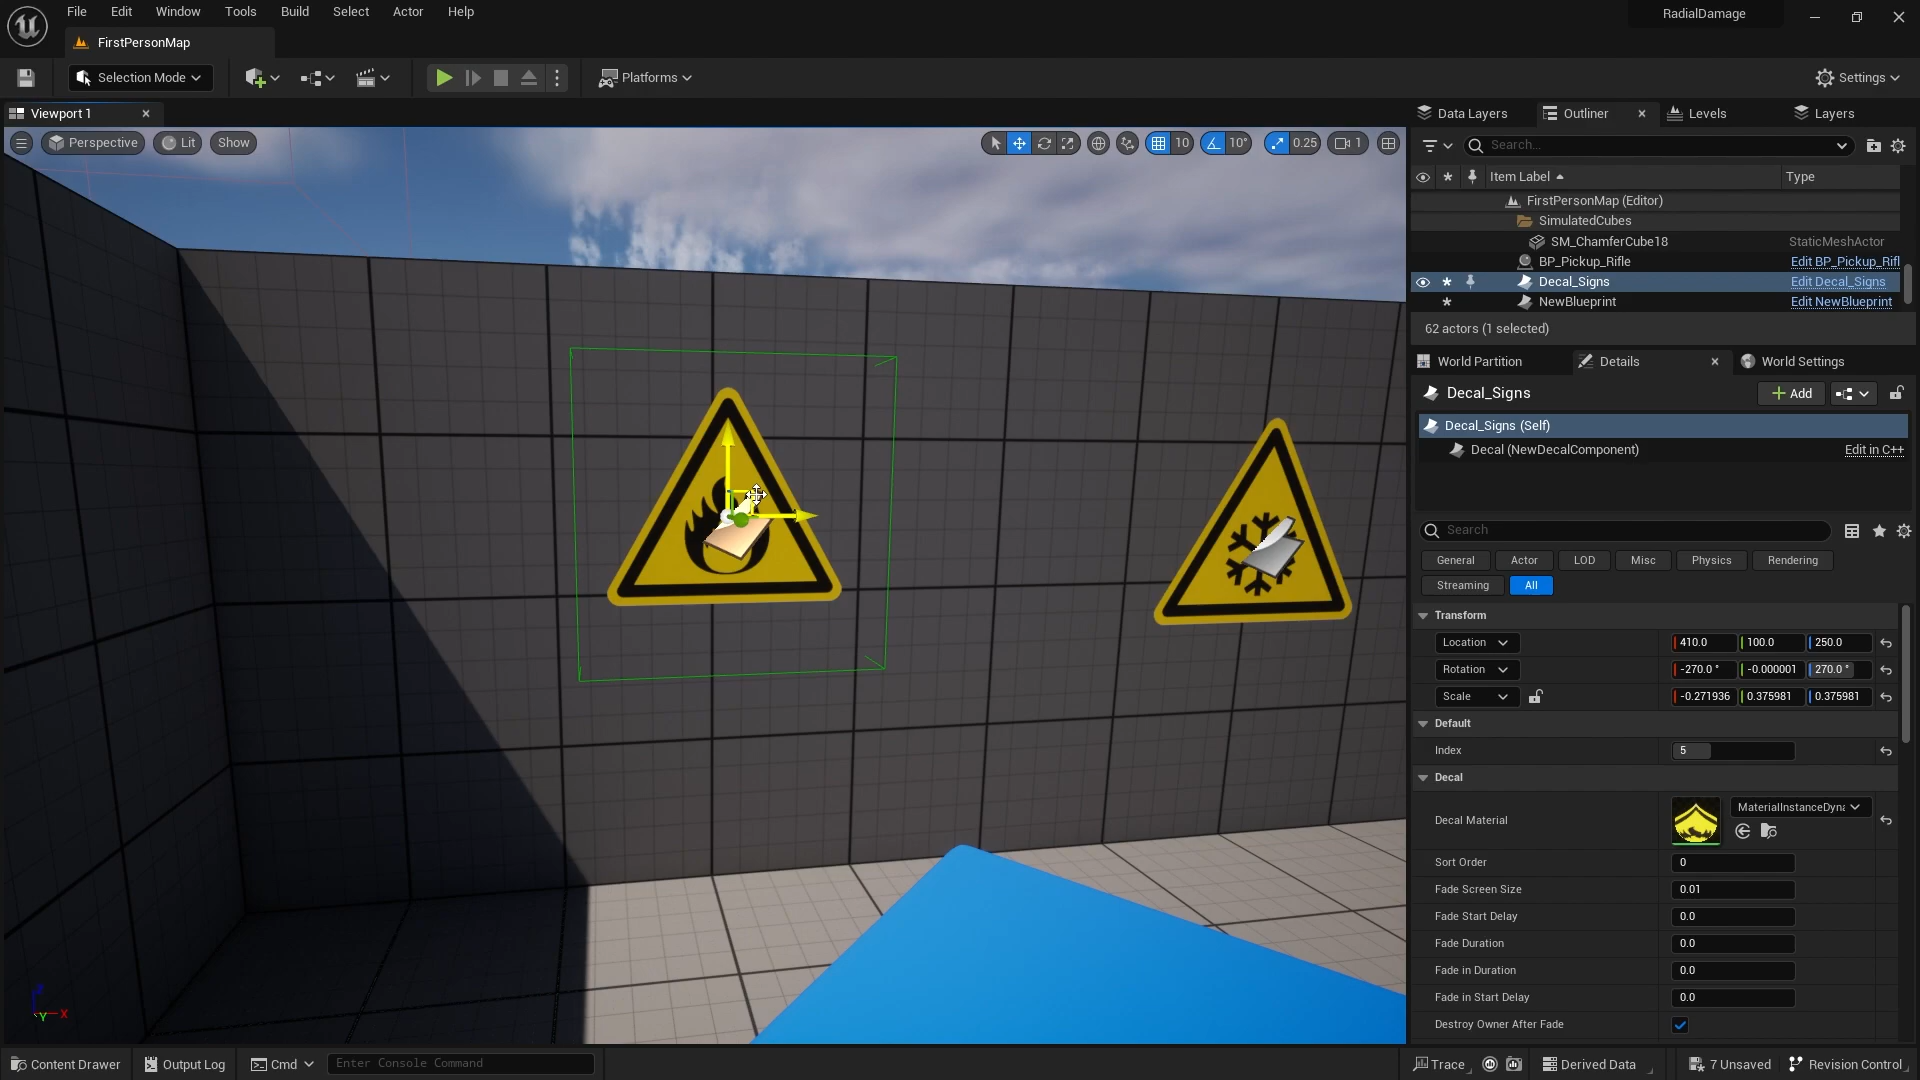 File Edit Window Tools Build Select Actor Help
RadialDamage
FirstPersonMap
Selection Mode
Platforms
Settings
Viewport 1
Perspective Lit Show
10 10° 0.25 1
Data Layers Outliner Levels Layers
Search...
Item Label Type
FirstPersonMap (Editor)
SimulatedCubes
SM_ChamferCube18 StaticMeshActor
BP_Pickup_Rifle Edit BP_Pickup_Rifl
Decal_Signs Edit Decal_Signs
NewBlueprint Edit NewBlueprint
62 actors (1 selected)
World Partition Details World Settings
Decal_Signs
Add
Decal_Signs (Self)
Decal (NewDecalComponent) Edit in C++
Search
General Actor LOD Misc Physics Rendering
Streaming All
Transform
Location 410.0 100.0 250.0
Rotation -270.0 ° -0.000001 270.0 °
Scale -0.271936 0.375981 0.375981
Default
Index 5
Decal
Decal Material MaterialInstanceDyna
Sort Order 0
Fade Screen Size 0.01
Fade Start Delay 0.0
Fade Duration 0.0
Fade in Duration 0.0
Fade in Start Delay 0.0
Destroy Owner After Fade
Z X Y
Content Drawer Output Log Cmd Enter Console Command
Trace Derived Data 7 Unsaved Revision Control